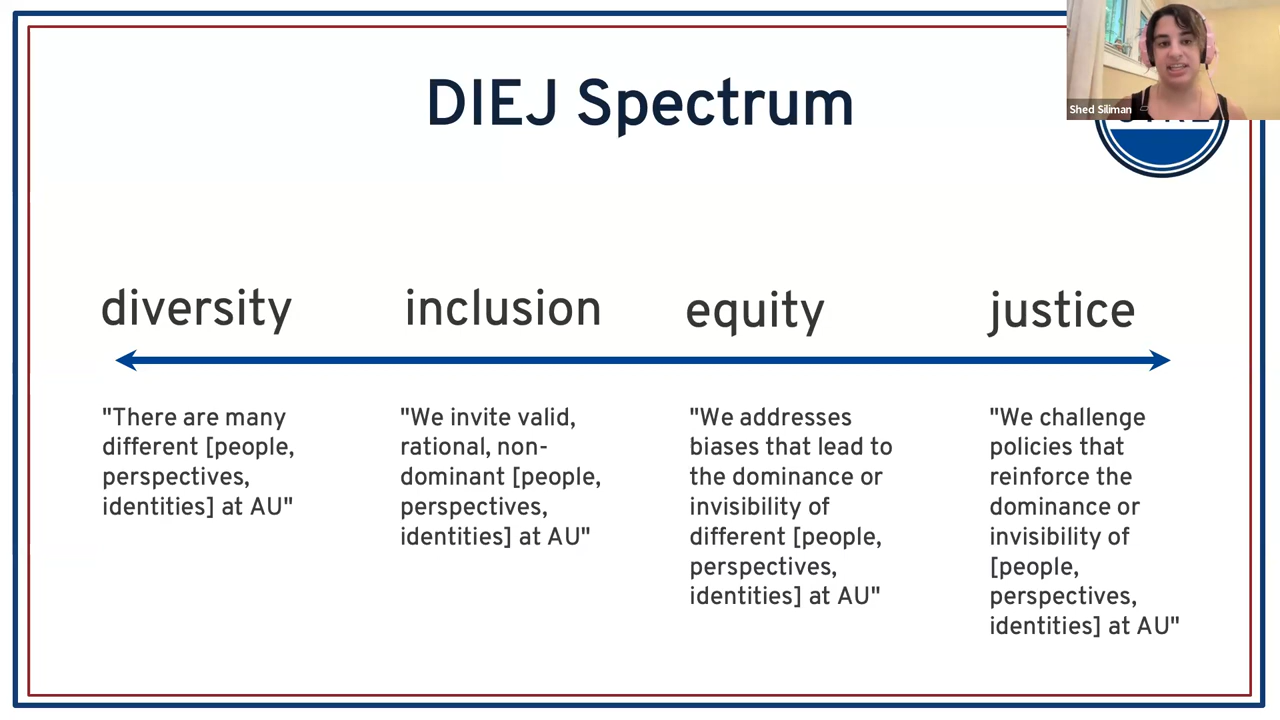 DIEJ Spectrum
Shed Siliman
diversity
inclusion
equity
justice
"There are many
different [people,
perspectives,
identities] at AU"
"We invite valid,
rational, non-
dominant [people,
perspectives,
identities] at AU"
"We addresses
biases that lead to
the dominance or
invisibility of
different [people,
perspectives,
identities] at AU"
"We challenge
policies that
reinforce the
dominance or
invisibility of
[people,
perspectives,
identities] at AU"